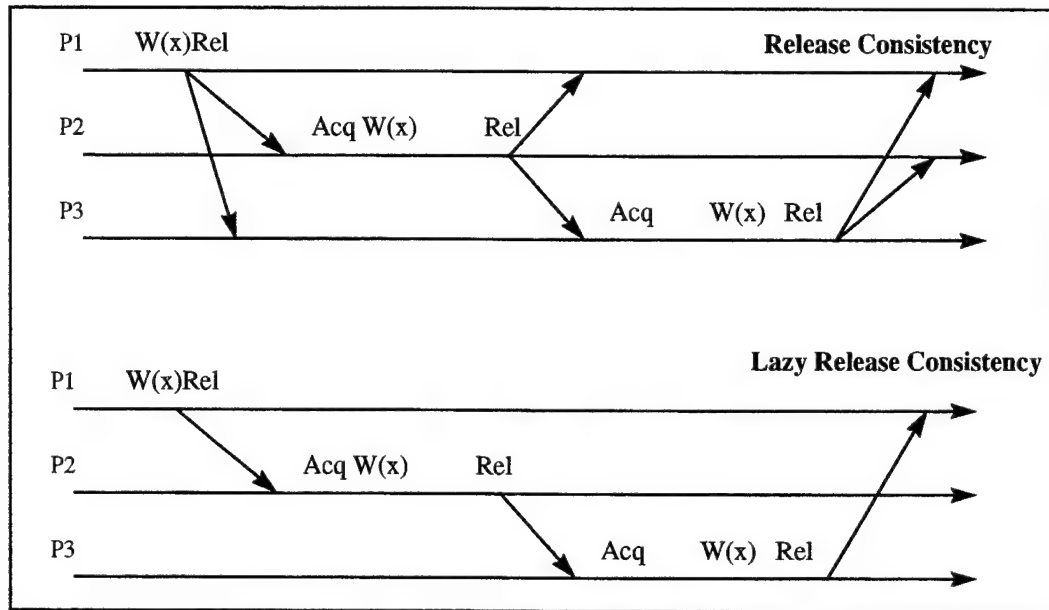 P1 W(x)Rel Release Consistency
P2 Acq W(x) Rel
P3 Acq W(x) Rel
Lazy Release Consistency
P1 W(x)Rel
P2 Acq W(x) Rel
P3 Acq W(x) Rel